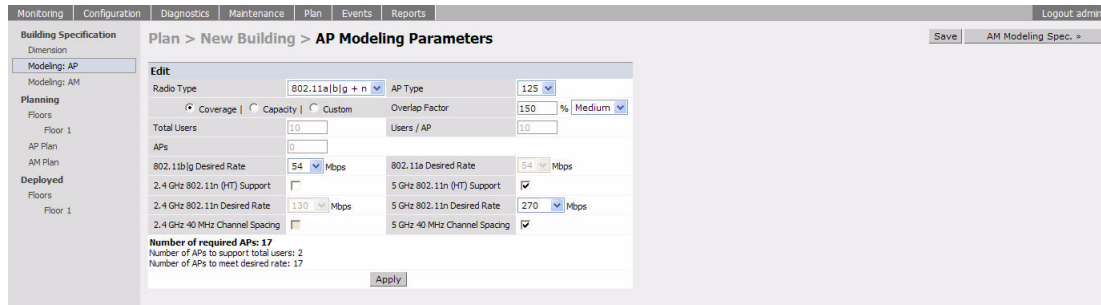 Monitoring Configuration Diagnostics Maintenance Plan Events Reports Logout admin
Building Specification
Dimension
Modeling: AP
Modeling: AM
Planning
Floors
Floor 1
AP Plan
AM Plan
Deployed
Floors
Floor 1
Plan > New Building > AP Modeling Parameters
Save AM Modeling Spec. »
Edit
Radio Type 802.11a|b|g + n AP Type 125
Coverage | Capacity | Custom Overlap Factor 150 % Medium
Total Users 10 Users / AP 10
APs 0
802.11b|g Desired Rate 54 Mbps 802.11a Desired Rate 54 Mbps
2.4 GHz 802.11n (HT) Support 5 GHz 802.11n (HT) Support
2.4 GHz 802.11n Desired Rate 130 Mbps 5 GHz 802.11n Desired Rate 270 Mbps
2.4 GHz 40 MHz Channel Spacing 5 GHz 40 MHz Channel Spacing
Number of required APs: 17
Number of APs to support total users: 2
Number of APs to meet desired rate: 17
Apply